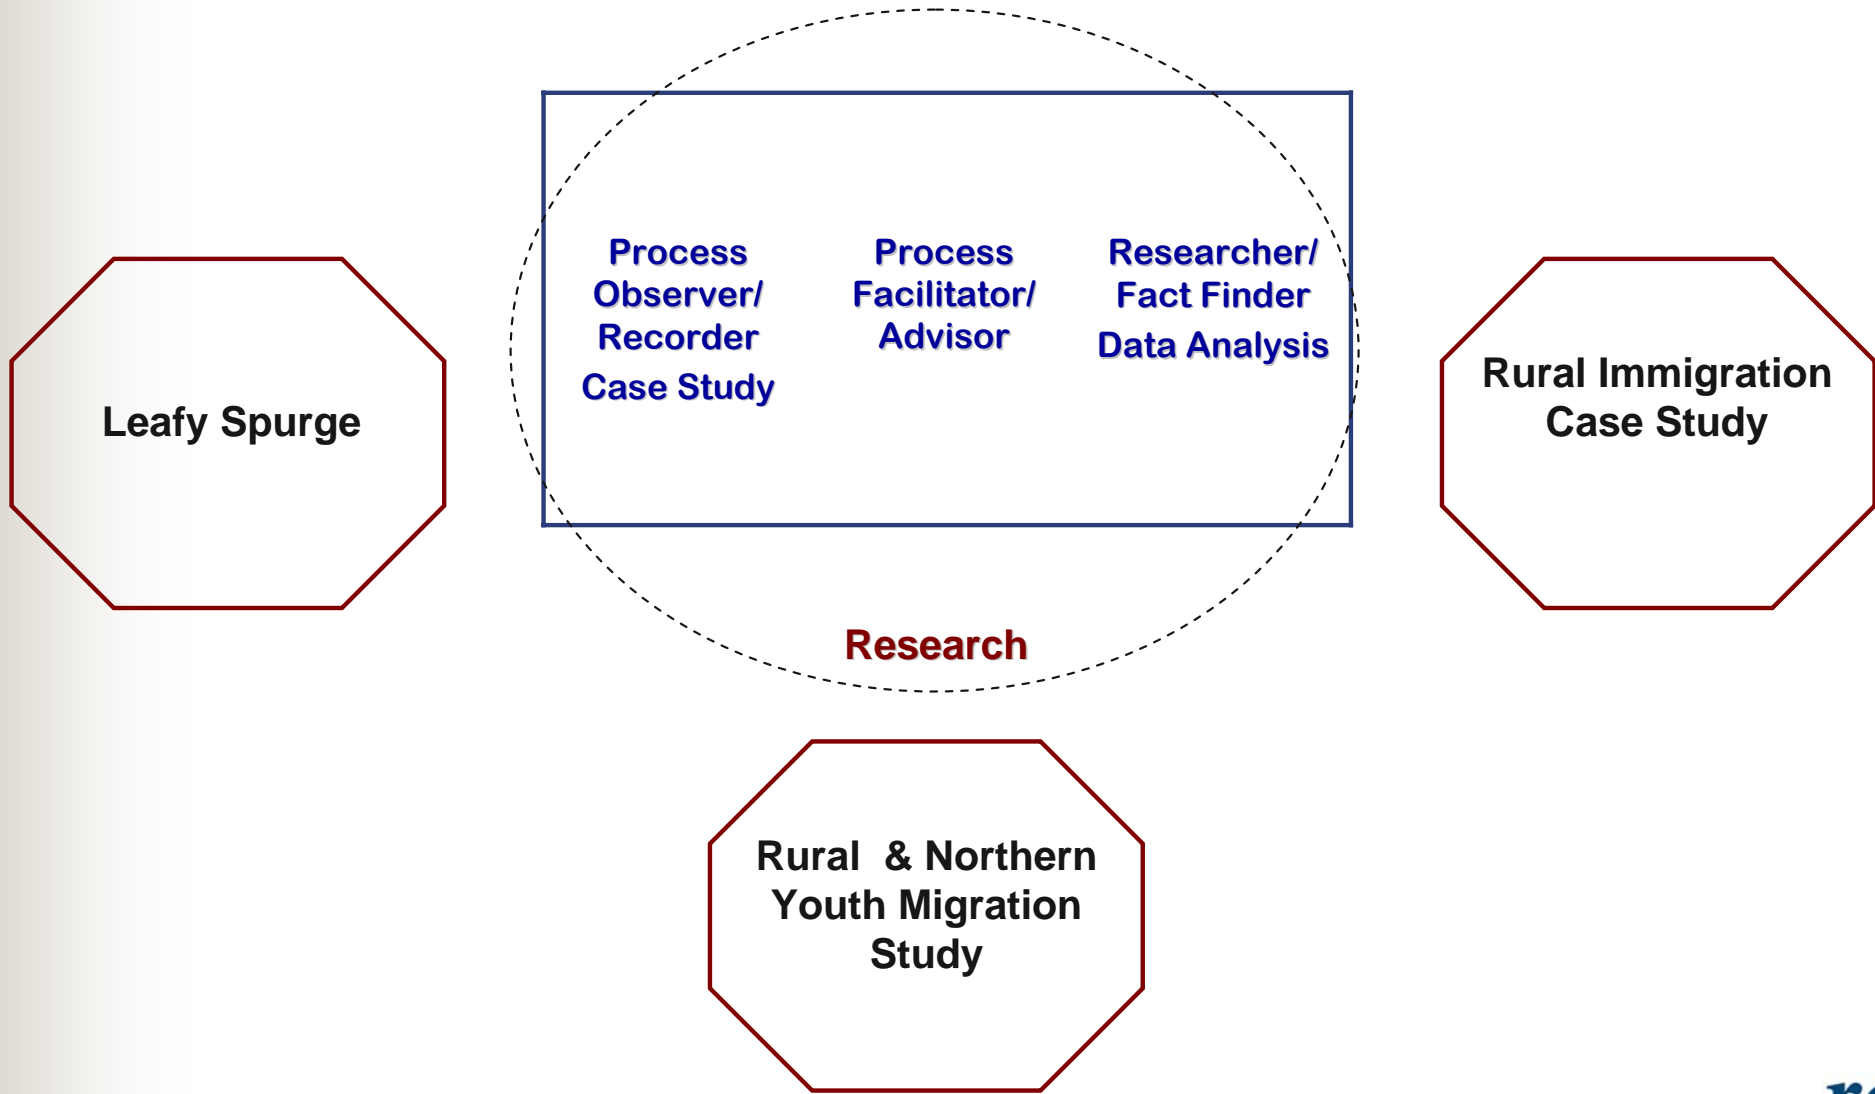 Process
Observer/
Recorder
Case Study
Process
Facilitator/
Advisor
Researcher/
Fact Finder
Data Analysis
Leafy Spurge
Rural Immigration
Case Study
Research
Rural & Northern
Youth Migration
Study